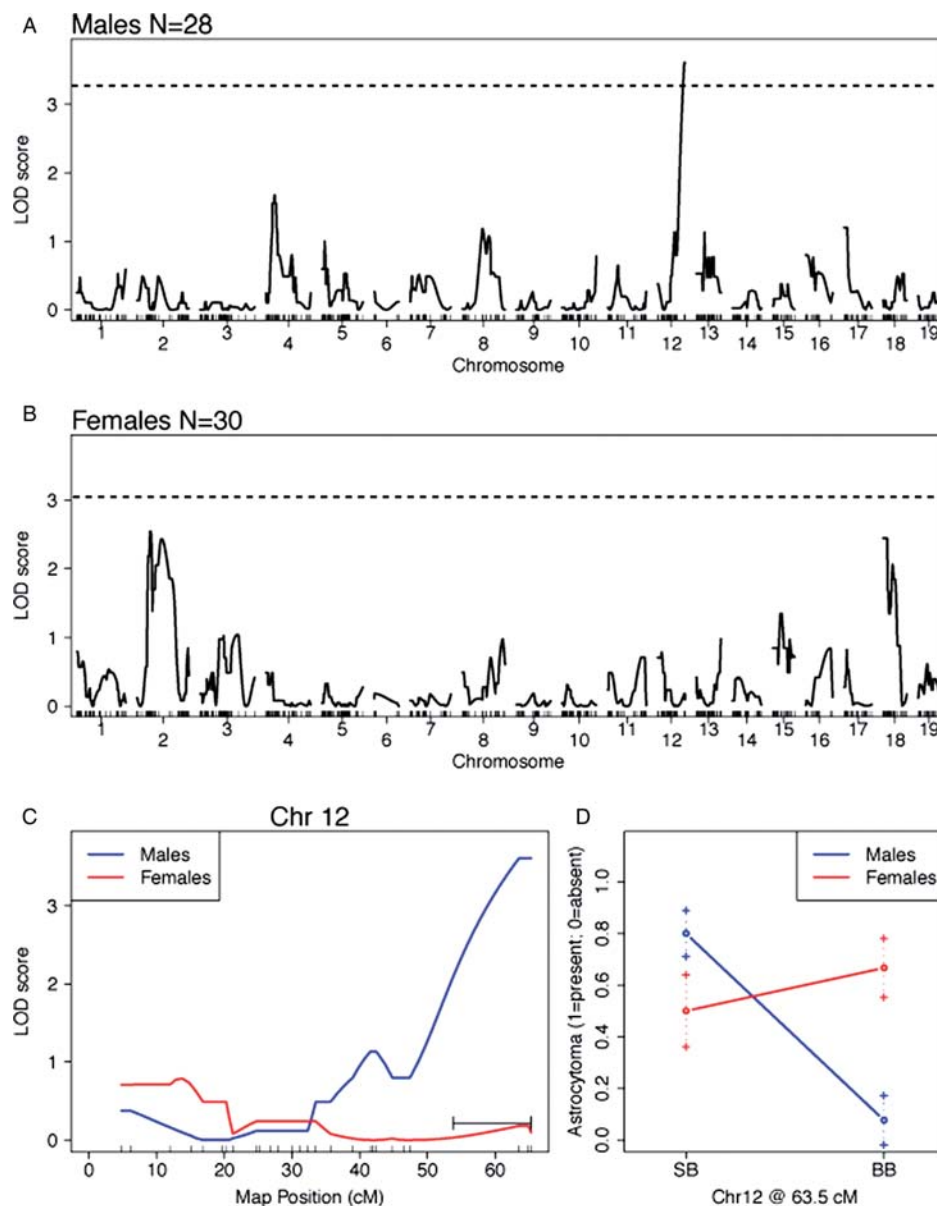 A
Males N=28
LOD score
3
2
1
0
1 2 3 4 5 6 7 8 9 10 11 12 13 14 15 16 17 18 19
Chromosome
B
Females N=30
LOD score
3
2
1
0
1 2 3 4 5 6 7 8 9 10 11 12 13 14 15 16 17 18 19
Chromosome
C
Chr 12
Males
Females
LOD score
3
2
1
0
0 10 20 30 40 50 60
Map Position (cM)
D
Males
Females
Astrocytoma (1=present; 0=absent)
1.0
0.8
0.6
0.4
0.2
0.0
SB BB
Chr12 @ 63.5 cM